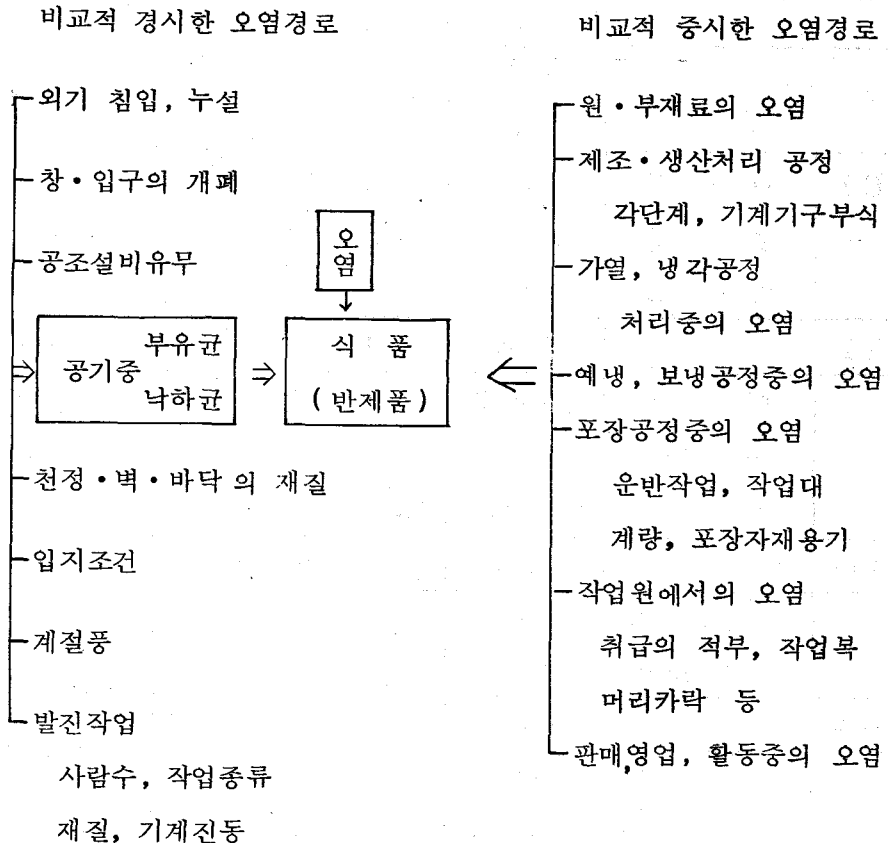 비교적 경시한 오염경로
외기 침입, 누설
창·입구의 개폐
공조설비유무
공기중
부유균
낙하균
오염
식 품
(반제품)
천정·벽·바닥의 재질
입지조건
계절풍
발진작업
사람수, 작업종류
재질, 기계진동
비교적 중시한 오염경로
원·부재료의 오염
제조·생산처리 공정
각단계, 기계기구부식
가열, 냉각공정
처리중의 오염
예냉, 보냉공정중의 오염
포장공정중의 오염
운반작업, 작업대
계량, 포장자재용기
작업원에서의 오염
취급의 적부, 작업복
머리카락 등
판매,영업, 활동중의 오염